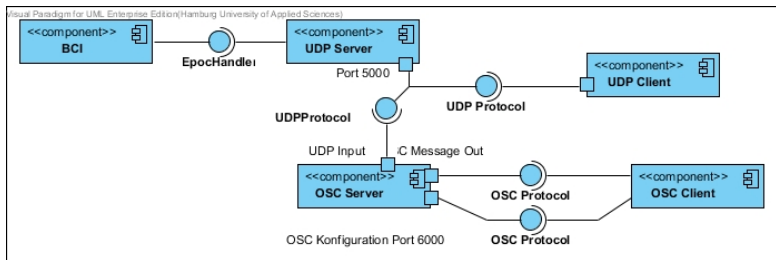 Visual Paradigm for UML Enterprise Edition(Hamburg University of Applied Sciences)
<<component>>
BCI
EpocHandler
<<component>>
UDP Server
Port 5000
<<component>>
UDP Client
UDP Protocol
UDPProtocol
UDP Input
C Message Out
<<component>>
OSC Server
OSC Protocol
<<component>>
OSC Client
OSC Konfiguration Port 6000
OSC Protocol